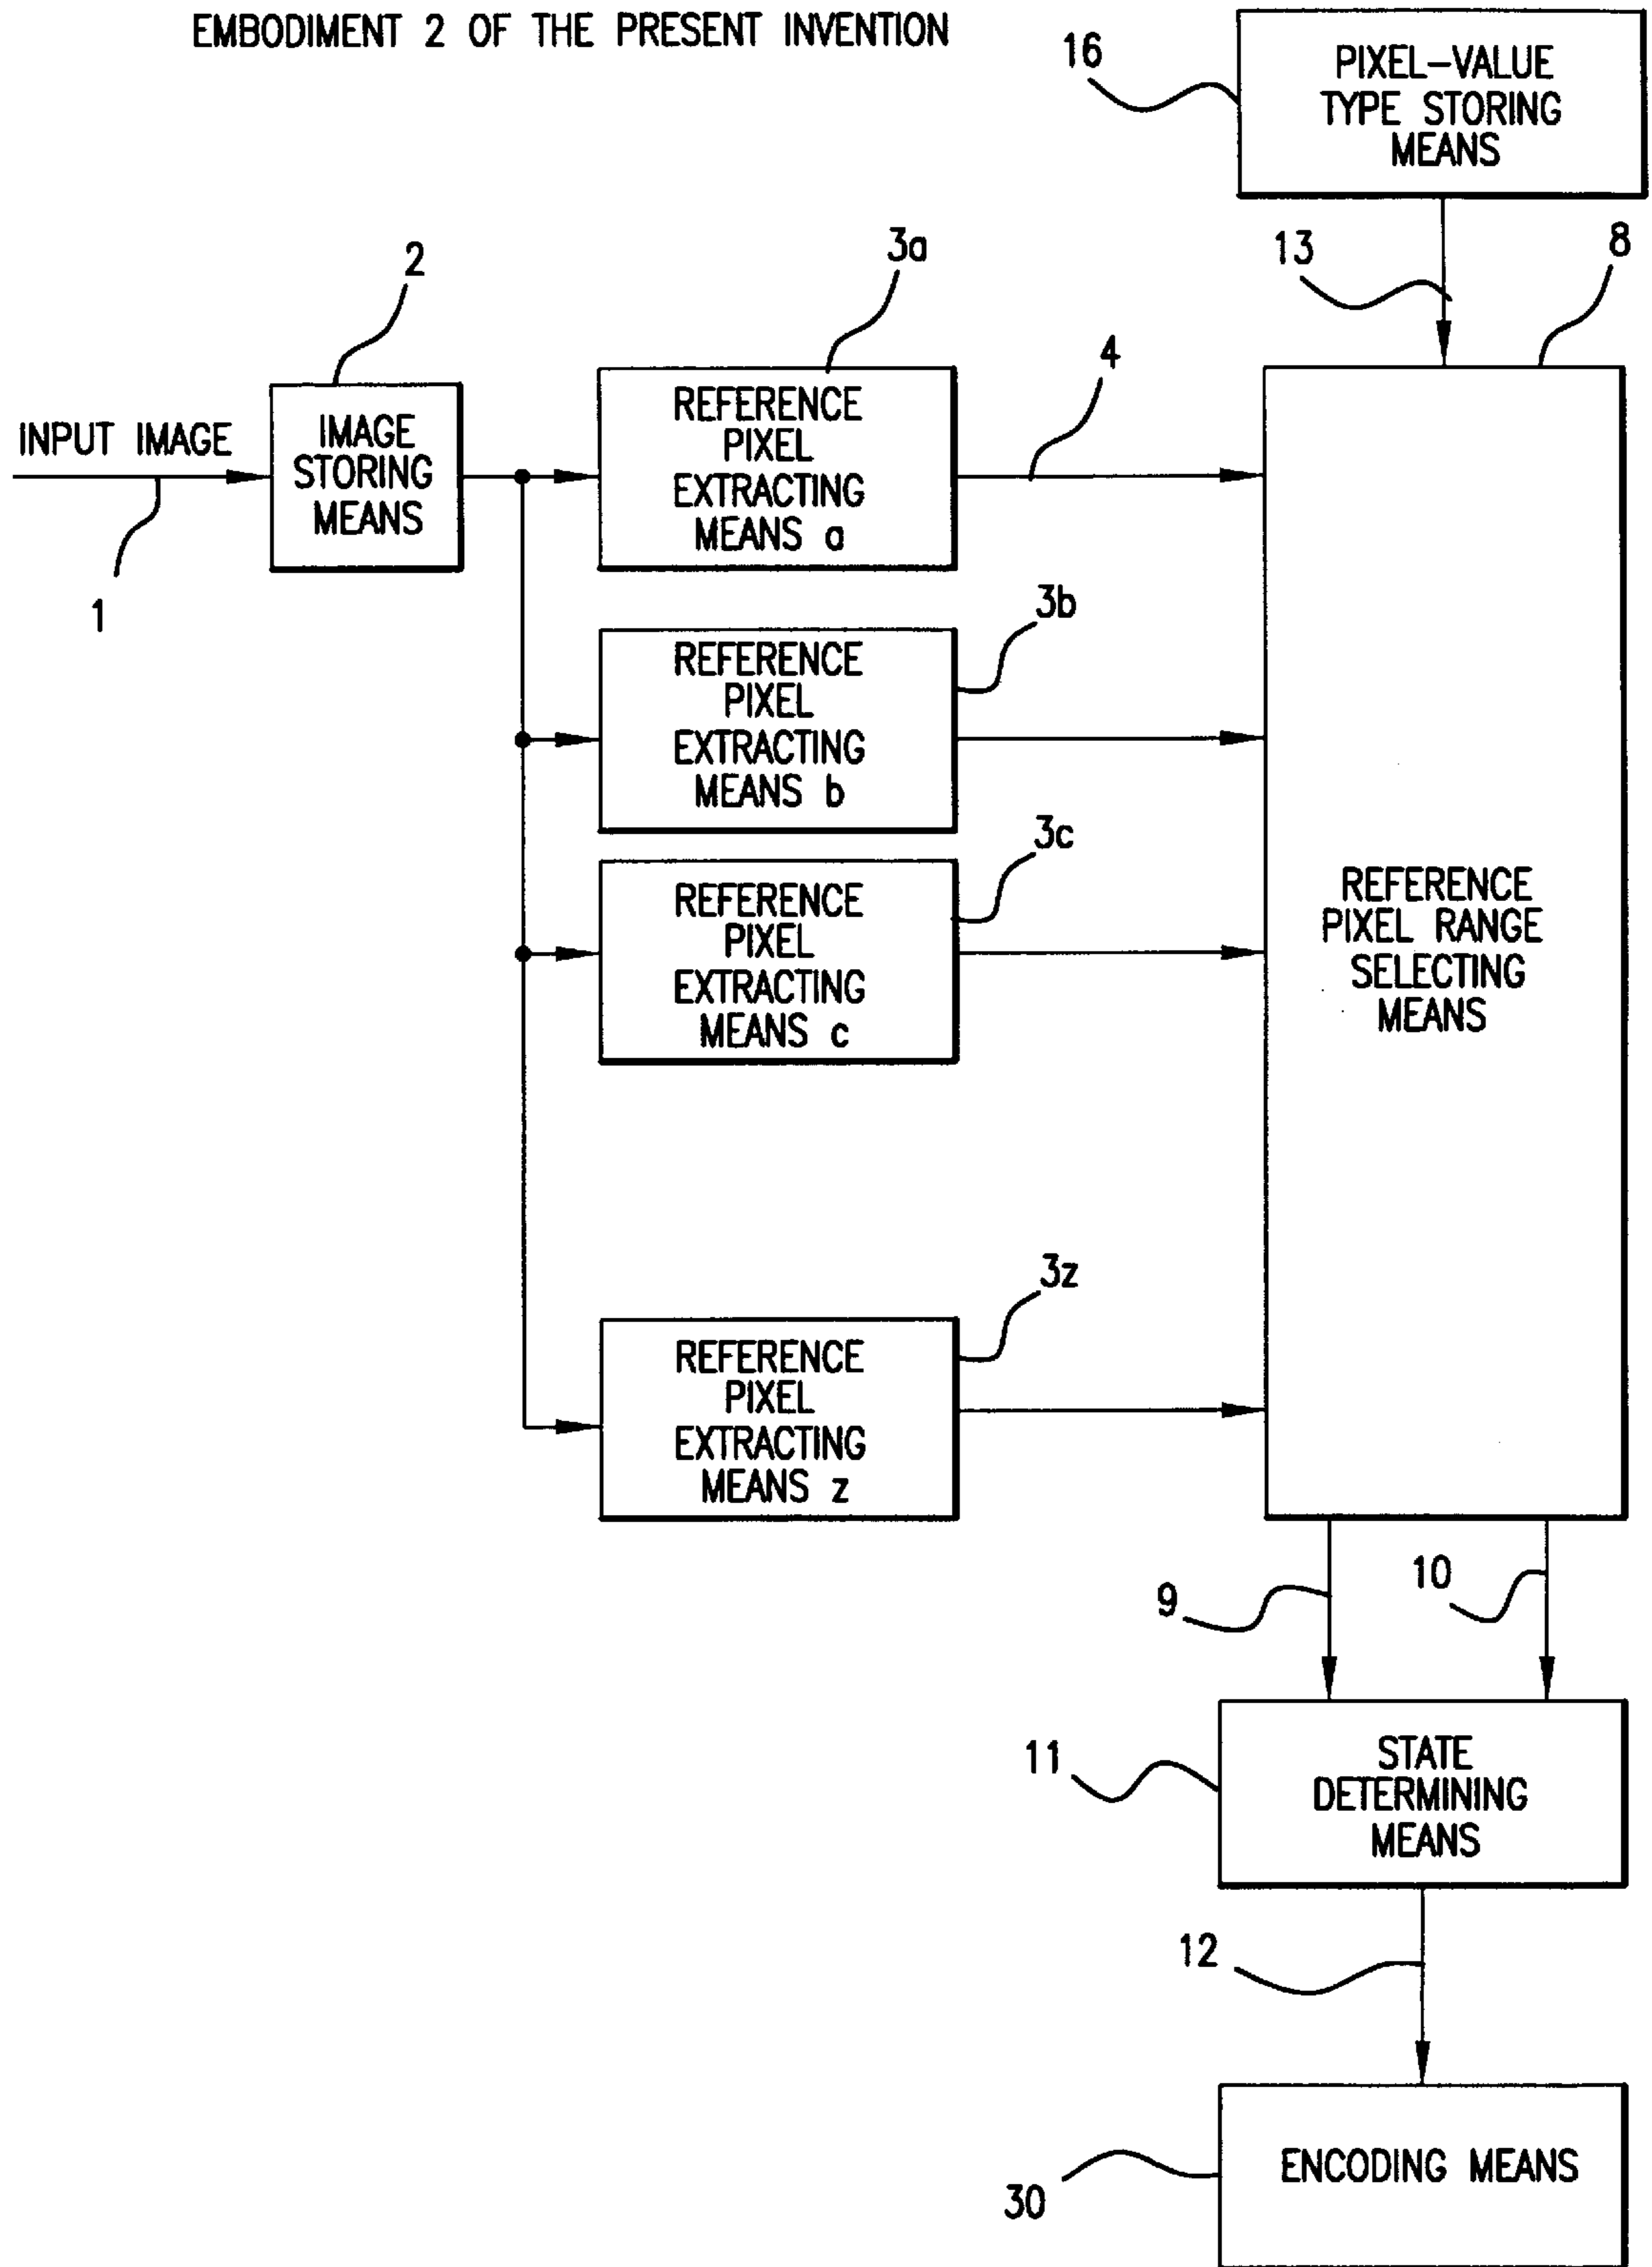 EMBODIMENT 2 OF THE PRESENT INVENTION
16
PIXEL-VALUE
TYPE STORING
MEANS
13
8
2
3a
4
INPUT IMAGE
1
IMAGE
STORING
MEANS
REFERENCE
PIXEL
EXTRACTING
MEANS a
3b
REFERENCE
PIXEL
EXTRACTING
MEANS b
3c
REFERENCE
PIXEL
EXTRACTING
MEANS c
REFERENCE
PIXEL RANGE
SELECTING
MEANS
3z
REFERENCE
PIXEL
EXTRACTING
MEANS z
9
10
11
STATE
DETERMINING
MEANS
12
30
ENCODING MEANS